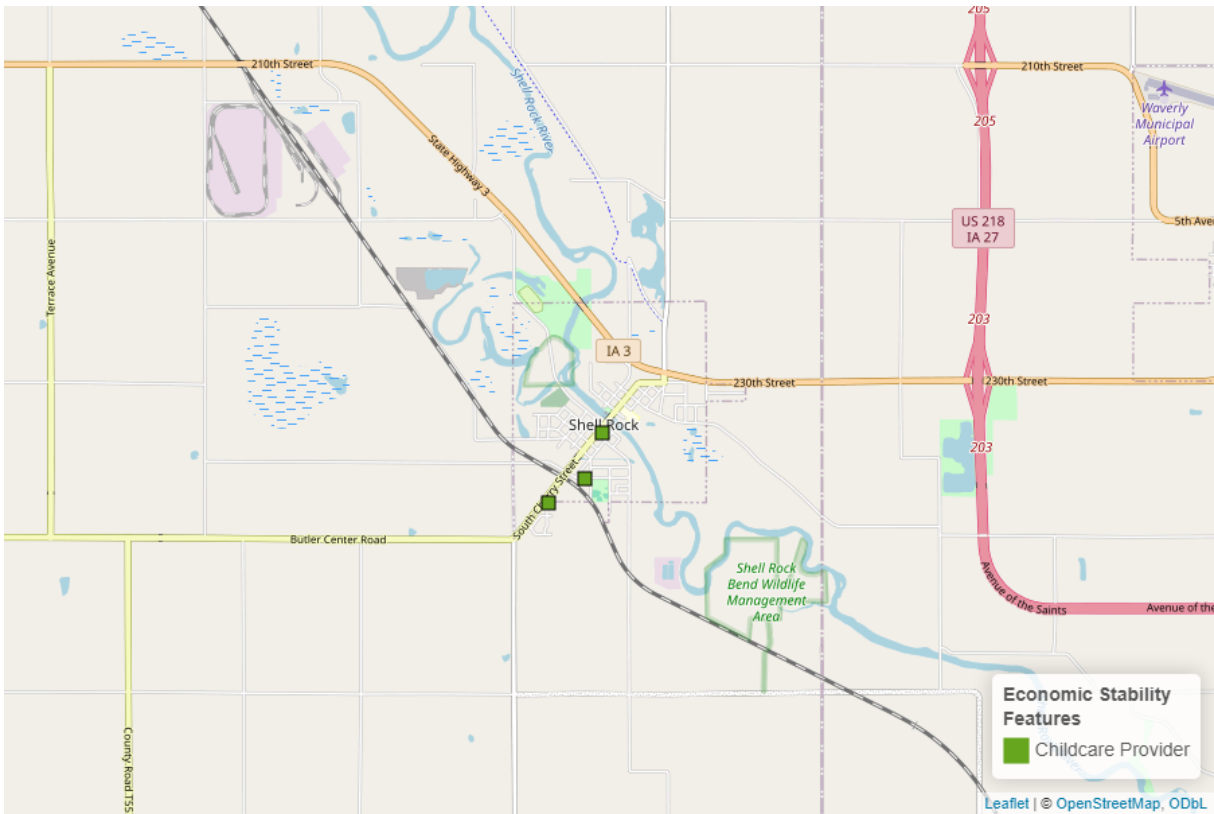 205
210th Street
210th Street
Shell Rock River
205
Waverly
Municipal
Airport
State Highway 3
US 218
IA 27
5th Aven
Terrace Avenue
203
IA 3
230th Street
230th Street
Shell Rock
203
South Cherry Street
Butler Center Road
Shell Rock
Bend Wildlife
Management
Area
Avenue of the Saints
Avenue of the
Economic Stability
Features
Childcare Provider
County Road T55
Leaflet | © OpenStreetMap, ODbL